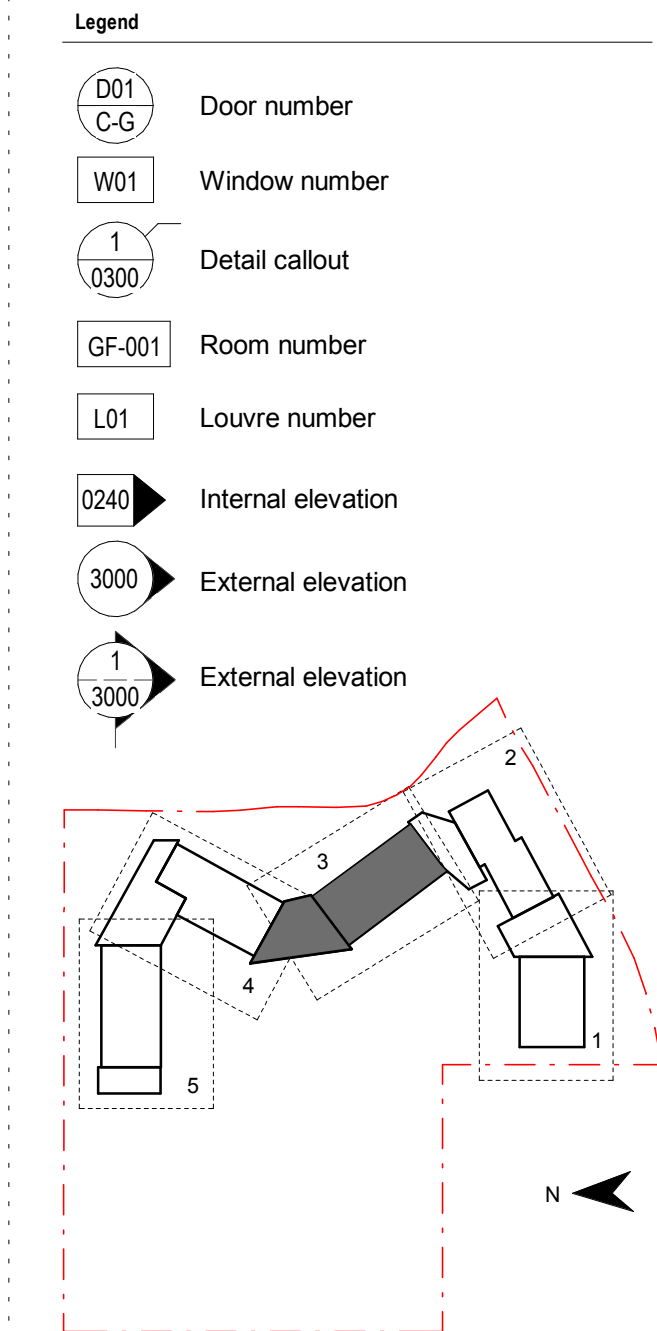 Legend
D01
C-G
Door number
W01
Window number
1
0300
Detail callout
GF-001
Room number
L01
Louvre number
0240
Internal elevation
3000
External elevation
1
3000
External elevation
2
3
4
1
5
N